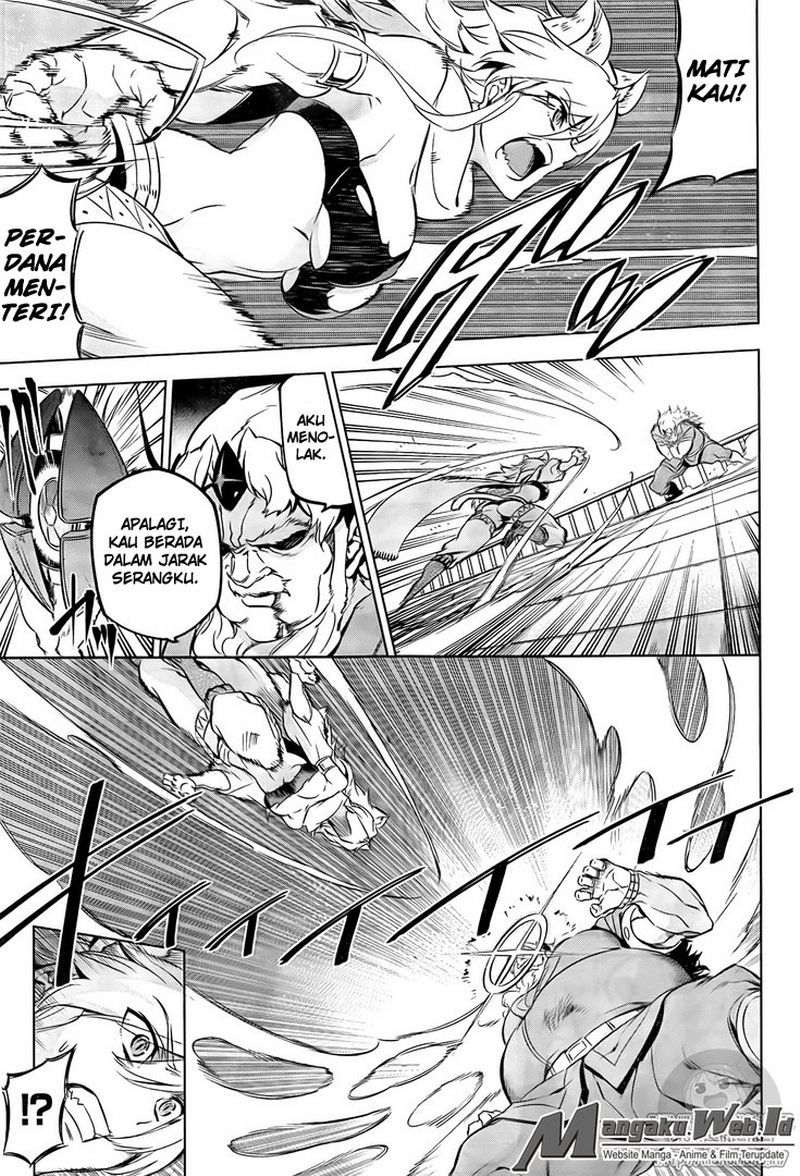 MATI
KAU!
PER-
DANA
MEN-
TERI!
AKU
MENO-
LAK.
APALAGI,
KAU BERADA
DALAM JARAK
SERANGKU.
!?
Mangaku.Web.Id
Website Manga - Anime & Film Terupdate